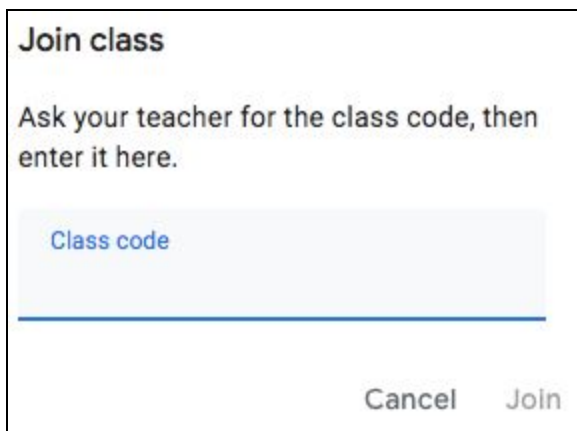 Join class
Ask your teacher for the class code, then
enter it here.
Class code
Cancel Join